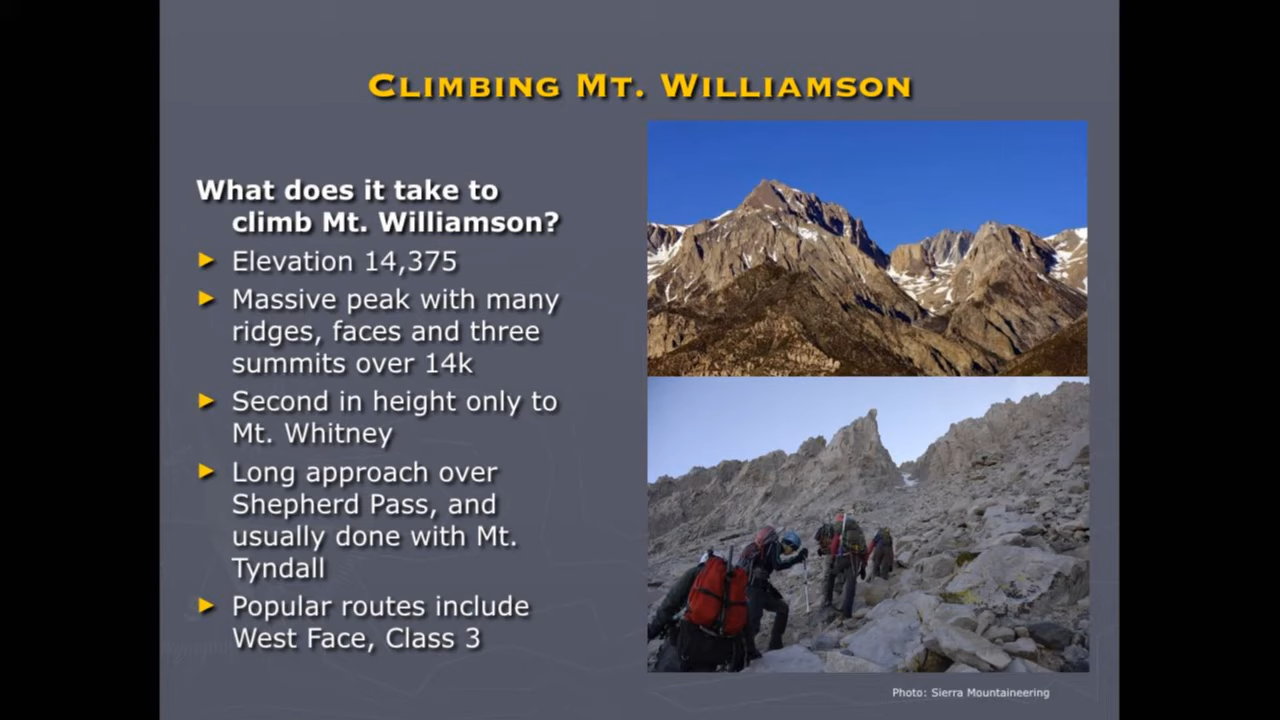 CLIMBING MT. WILLIAMSON
What does it take to
climb Mt. Williamson?
Elevation 14,375
Massive peak with many
ridges, faces and three
summits over 14k
Second in height only to
Mt. Whitney
Long approach over
Shepherd Pass, and
usually done with Mt.
Tyndall
Popular routes include
West Face, Class 3
Photo: Sierra Mountaineering